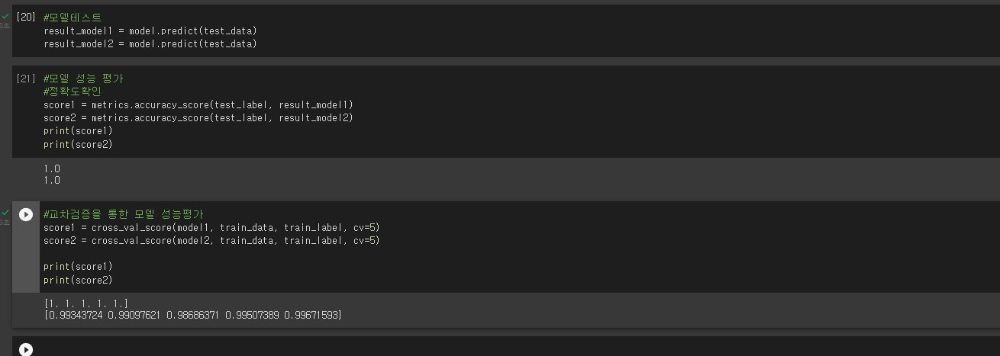 [20] #모델테스트
result_model1 = model.predict(test_data)
result_model2 = model.predict(test_data)
[21] #모델 성능 평가
#정확도확인
score1 = metrics.accuracy_score(test_label, result_model1)
score2 = metrics.accuracy_score(test_label, result_model2)
print(score1)
print(score2)
1.0
1.0
#교차검증을 통한 모델 성능평가
score1 = cross_val_score(model1, train_data, train_label, cv=5)
score2 = cross_val_score(model2, train_data, train_label, cv=5)
print(score1)
print(score2)
[1. 1. 1. 1. 1.]
[0.99343724 0.99097621 0.98686371 0.99507389 0.99671593]